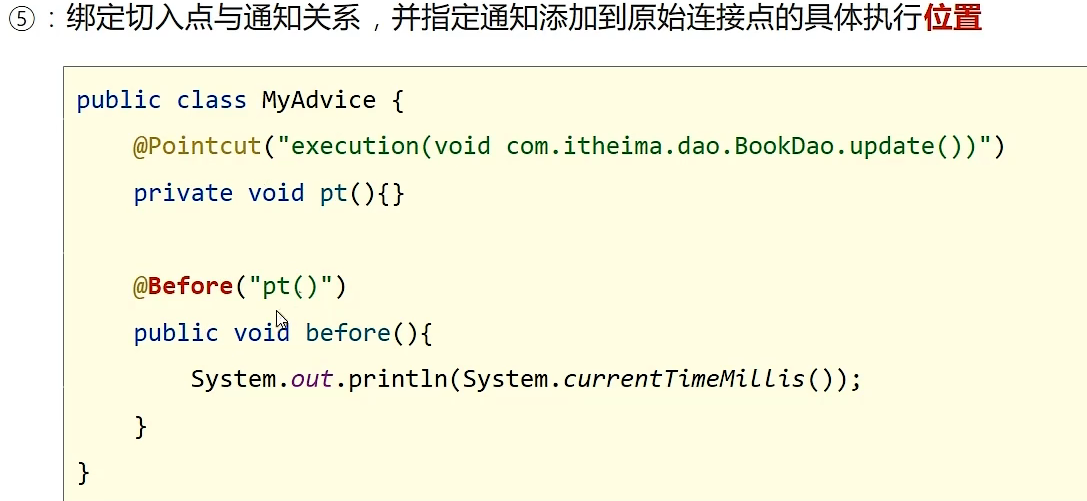 ⑤：绑定切入点与通知关系，并指定通知添加到原始连接点的具体执行位置
public class MyAdvice {
    @Pointcut("execution(void com.itheima.dao.BookDao.update())")
    private void pt(){}
    @Before("pt()")
    public void before(){
        System.out.println(System.currentTimeMillis());
    }
}